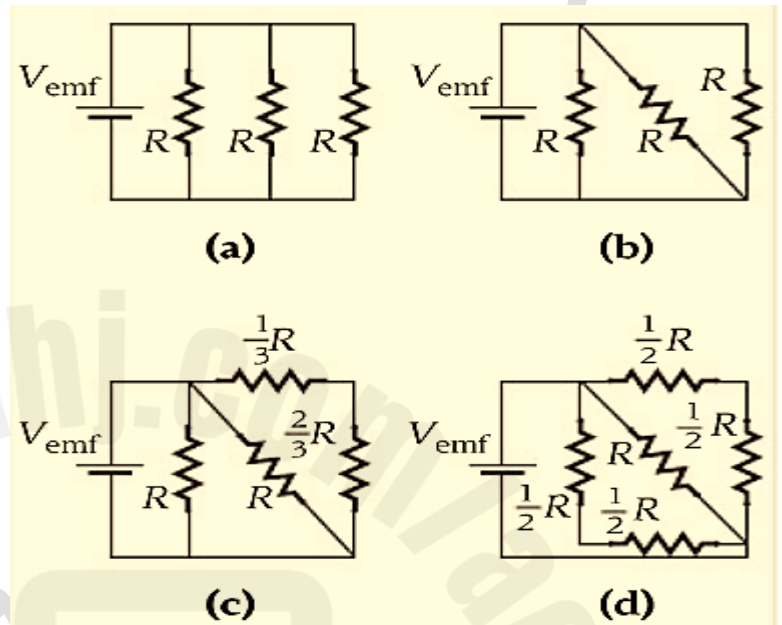 V_emf R R R
(a)
V_emf R R R
(b)
V_emf R R 1/3 R 2/3 R
(c)
V_emf 1/2 R 1/2 R R 1/2 R 1/2 R
(d)